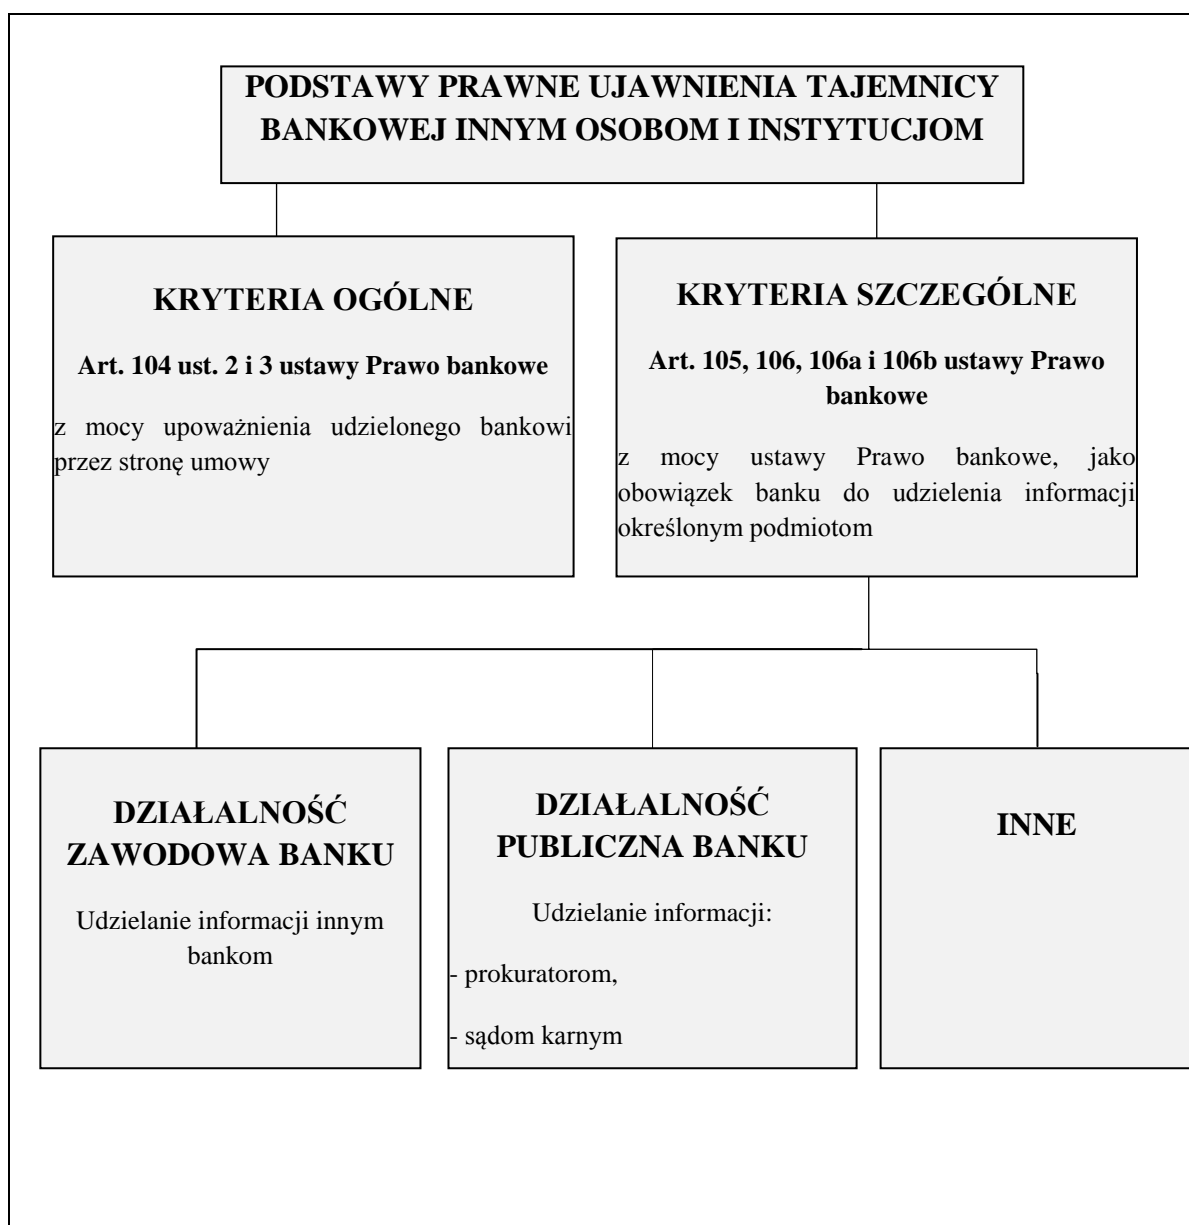 PODSTAWY PRAWNE UJAWNIENIA TAJEMNICY
BANKOWEJ INNYM OSOBOM I INSTYTUCJOM
KRYTERIA OGÓLNE
Art. 104 ust. 2 i 3 ustawy Prawo bankowe
z mocy upoważnienia udzielonego bankowi
przez stronę umowy
KRYTERIA SZCZEGÓLNE
Art. 105, 106, 106a i 106b ustawy Prawo
bankowe
z mocy ustawy Prawo bankowe, jako
obowiązek banku do udzielenia informacji
określonym podmiotom
DZIAŁALNOŚĆ
ZAWODOWA BANKU
Udzielanie informacji innym
bankom
DZIAŁALNOŚĆ
PUBLICZNA BANKU
Udzielanie informacji:
- prokuratorom,
- sądom karnym
INNE